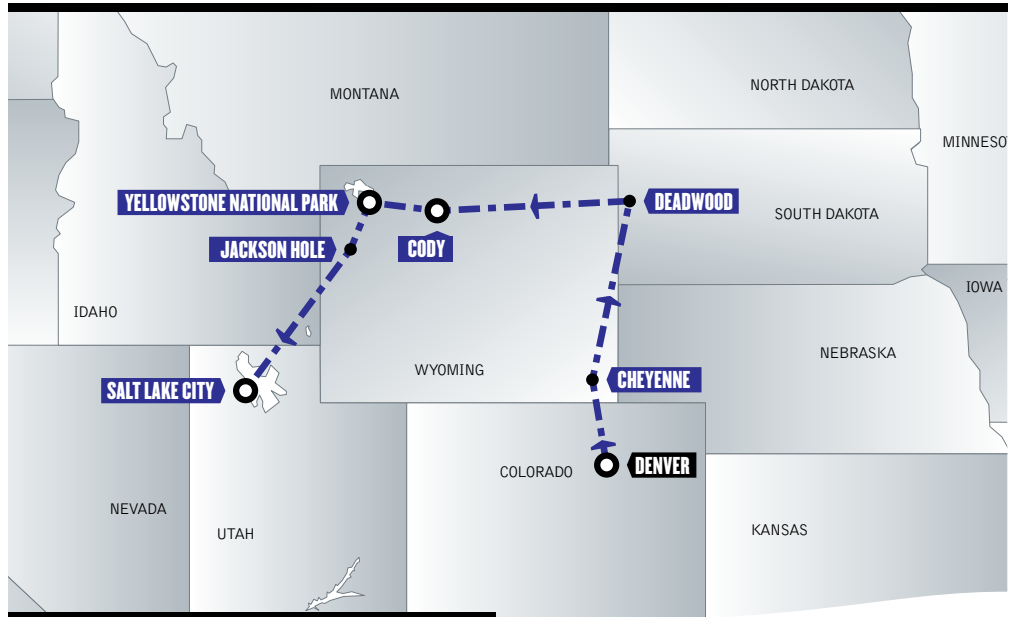 MONTANA
NORTH DAKOTA
MINNESO
YELLOWSTONE NATIONAL PARK
DEADWOOD
SOUTH DAKOTA
JACKSON HOLE
CODY
IOWA
IDAHO
NEBRASKA
WYOMING
CHEYENNE
SALT LAKE CITY
DENVER
COLORADO
NEVADA
UTAH
KANSAS